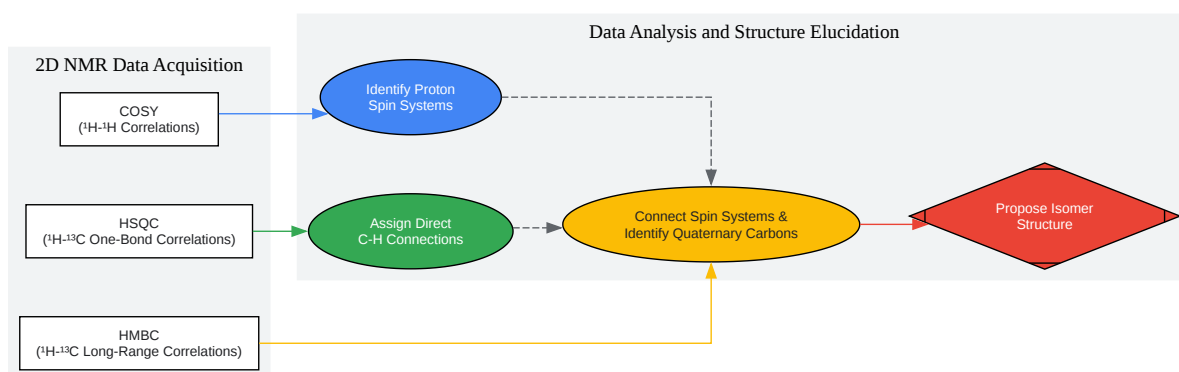 Data Analysis and Structure Elucidation
2D NMR Data Acquisition
COSY
(¹H-¹H Correlations)
Identify Proton
Spin Systems
HSQC
(¹H-¹³C One-Bond Correlations)
Assign Direct
C-H Connections
Connect Spin Systems &
Identify Quaternary Carbons
Propose Isomer
Structure
HMBC
(¹H-¹³C Long-Range Correlations)